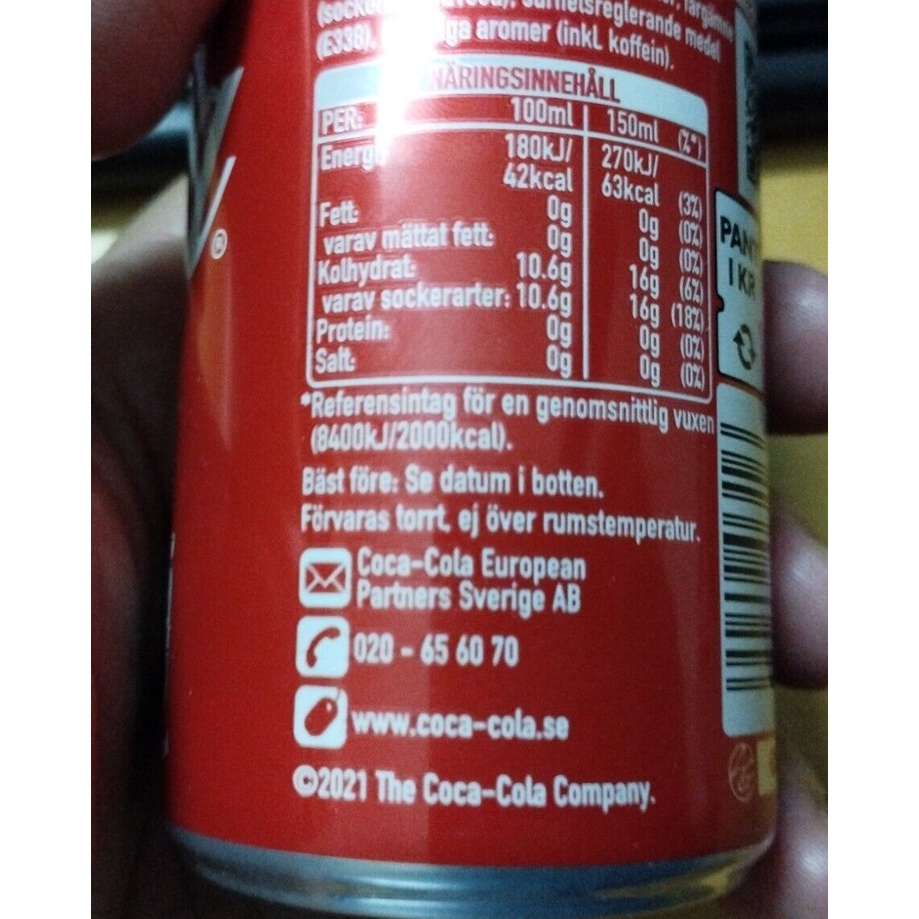 surhetsreglerande medel
(E338), aromer (inkl. koffein).
NÄRINGSINNEHÅLL
PER: 100ml 150ml (%*)
Energi 180kJ/ 270kJ/
42kcal 63kcal (3%)
Fett: 0g 0g (0%)
varav mättat fett: 0g 0g (0%)
Kolhydrat: 10.6g 16g (6%)
varav sockerarter: 10.6g 16g (18%)
Protein: 0g 0g (0%)
Salt: 0g 0g (0%)
*Referensintag för en genomsnittlig vuxen
(8400kJ/2000kcal).
Bäst före: Se datum i botten.
Förvaras torrt, ej över rumstemperatur.
Coca-Cola European
Partners Sverige AB
020 - 65 60 70
www.coca-cola.se
©2021 The Coca-Cola Company.
PANT
1 KR
®